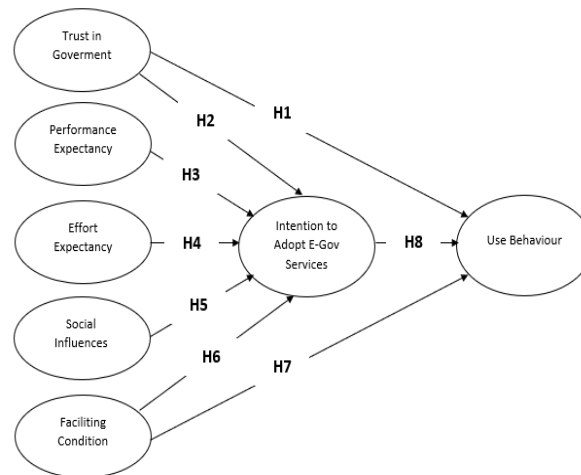 Trust in
Goverment
H1
H2
Performance
Expectancy
H3
Effort
Expectancy
H4
Intention to
Adopt E-Gov
Services
H8
Use Behaviour
Social
Influences
H5
H6
H7
Faciliting
Condition